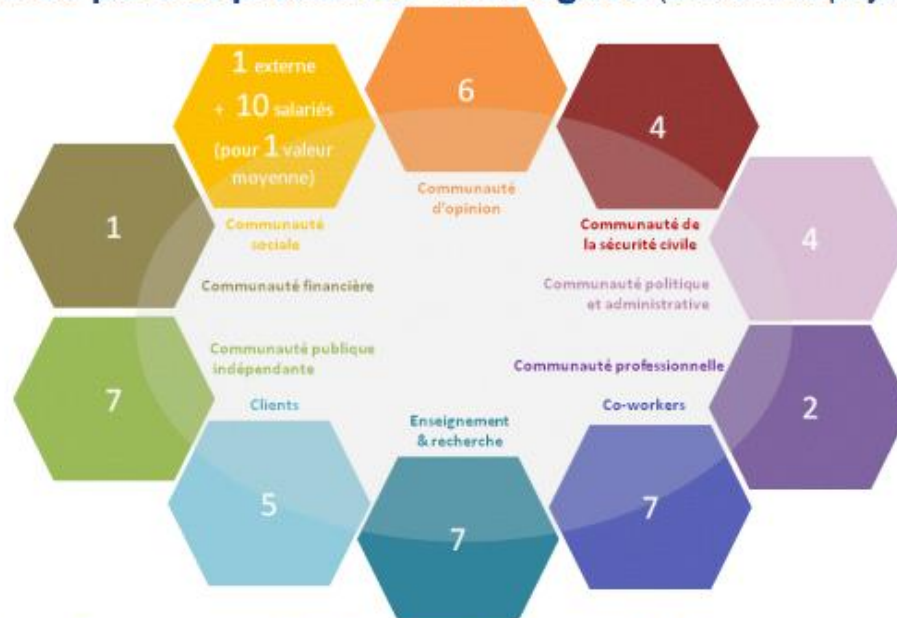 1 externe
+ 10 salariés
(pour 1 valeur
moyenne)
6
4
Communauté
sociale
Communauté
d'opinion
Communauté de
la sécurité civile
1
4
Communauté financière
Communauté politique
et administrative
Communauté publique
indépendante
Communauté professionnelle
7
2
Clients
Enseignement
& recherche
Co-workers
5
7
7